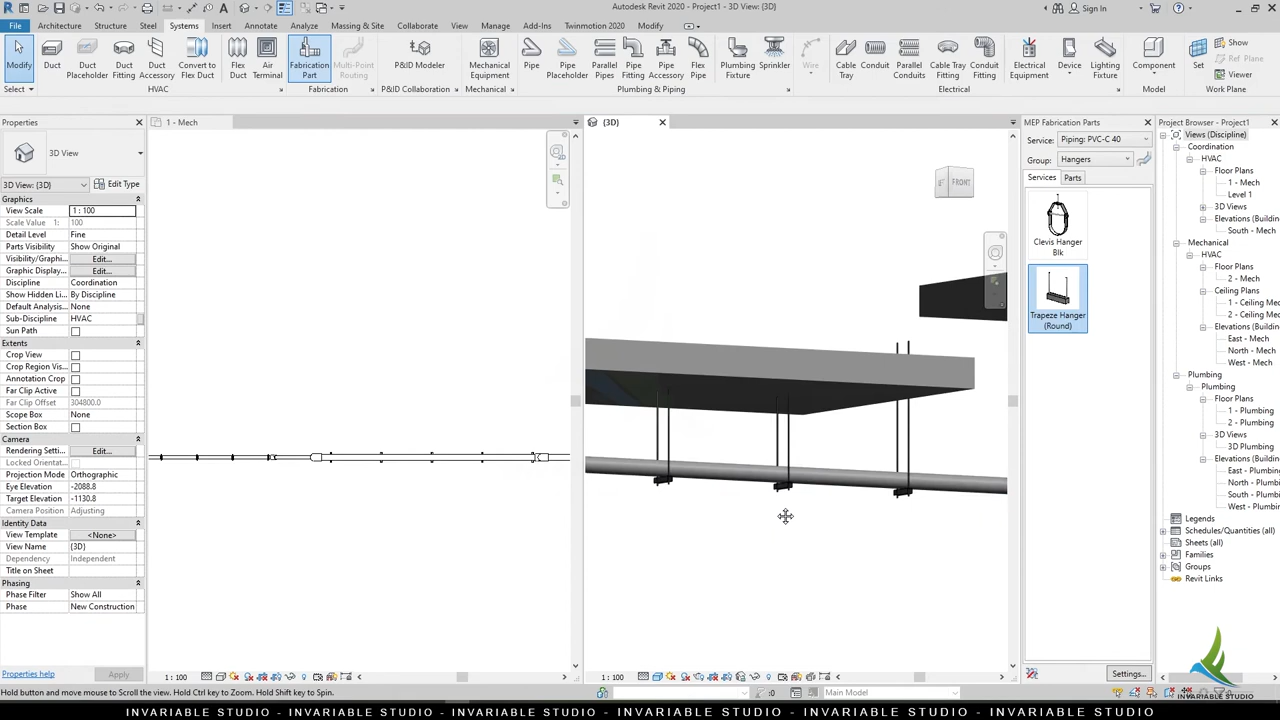 Autodesk Revit 2020 - Project1 - 3D View: {3D}
Sign In
File Architecture Structure Steel Systems Insert Annotate Analyze Massing & Site Collaborate View Manage Add-Ins Twinmotion 2020 Modify
Modify Duct Duct Placeholder Duct Fitting Duct Accessory Convert to Flex Duct Flex Duct Air Terminal Fabrication Part Multi-Point Routing P&ID Modeler Mechanical Equipment Pipe Pipe Placeholder Parallel Pipes Pipe Fitting Pipe Accessory Flex Pipe Plumbing Fixture Sprinkler Wire Cable Tray Conduit Parallel Conduits Cable Tray Fitting Conduit Fitting Electrical Equipment Device Lighting Fixture Component Set Show Ref Plane Viewer
Select HVAC Fabrication P&ID Collaboration Mechanical Plumbing & Piping Electrical Model Work Plane
Properties
3D View
3D View: {3D} Edit Type
Graphics
View Scale 1 : 100
Scale Value 1: 100
Detail Level Fine
Parts Visibility Show Original
Visibility/Graphi... Edit...
Graphic Display... Edit...
Discipline Coordination
Show Hidden Li... By Discipline
Default Analysis... None
Sub-Discipline HVAC
Sun Path
Extents
Crop View
Crop Region Vis...
Annotation Crop
Far Clip Active
Far Clip Offset 304800.0
Scope Box None
Section Box
Camera
Rendering Setti... Edit...
Locked Orientat...
Projection Mode Orthographic
Eye Elevation -2088.8
Target Elevation -1130.8
Camera Position Adjusting
Identity Data
View Template <None>
View Name {3D}
Dependency Independent
Title on Sheet
Phasing
Phase Filter Show All
Phase New Construction
Properties help Apply
1 - Mech
{3D}
FRONT
1 : 100
1 : 100
MEP Fabrication Parts
Service: Piping: PVC-C 40
Group: Hangers
Services Parts
Clevis Hanger
Blk
Trapeze Hanger
(Round)
Settings...
Project Browser - Project1
Views (Discipline)
Coordination
HVAC
Floor Plans
1 - Mech
Level 1
3D Views
Elevations (Buildin
South - Mech
Mechanical
HVAC
Floor Plans
2 - Mech
Ceiling Plans
1 - Ceiling Mec
2 - Ceiling Mec
Elevations (Buildin
East - Mech
North - Mech
West - Mech
Plumbing
Plumbing
Floor Plans
1 - Plumbing
2 - Plumbing
3D Views
Elevations (Buildin
East - Plumbin
North - Plumb
South - Plumb
West - Plumbi
Legends
Schedules/Quantities (all)
Sheets (all)
Families
Groups
Revit Links
Hold button and move mouse to Scroll the view. Hold Ctrl key to Zoom. Hold Shift key to Spin.
:0
Main Model
INVARIABLE STUDIO
INVARIABLE STUDIO - INVARIABLE STUDIO - INVARIABLE STUDIO - INVARIABLE STUDIO - INVARIABLE STUDIO - INVARIABLE STUDIO - INVARIABLE STUDIO